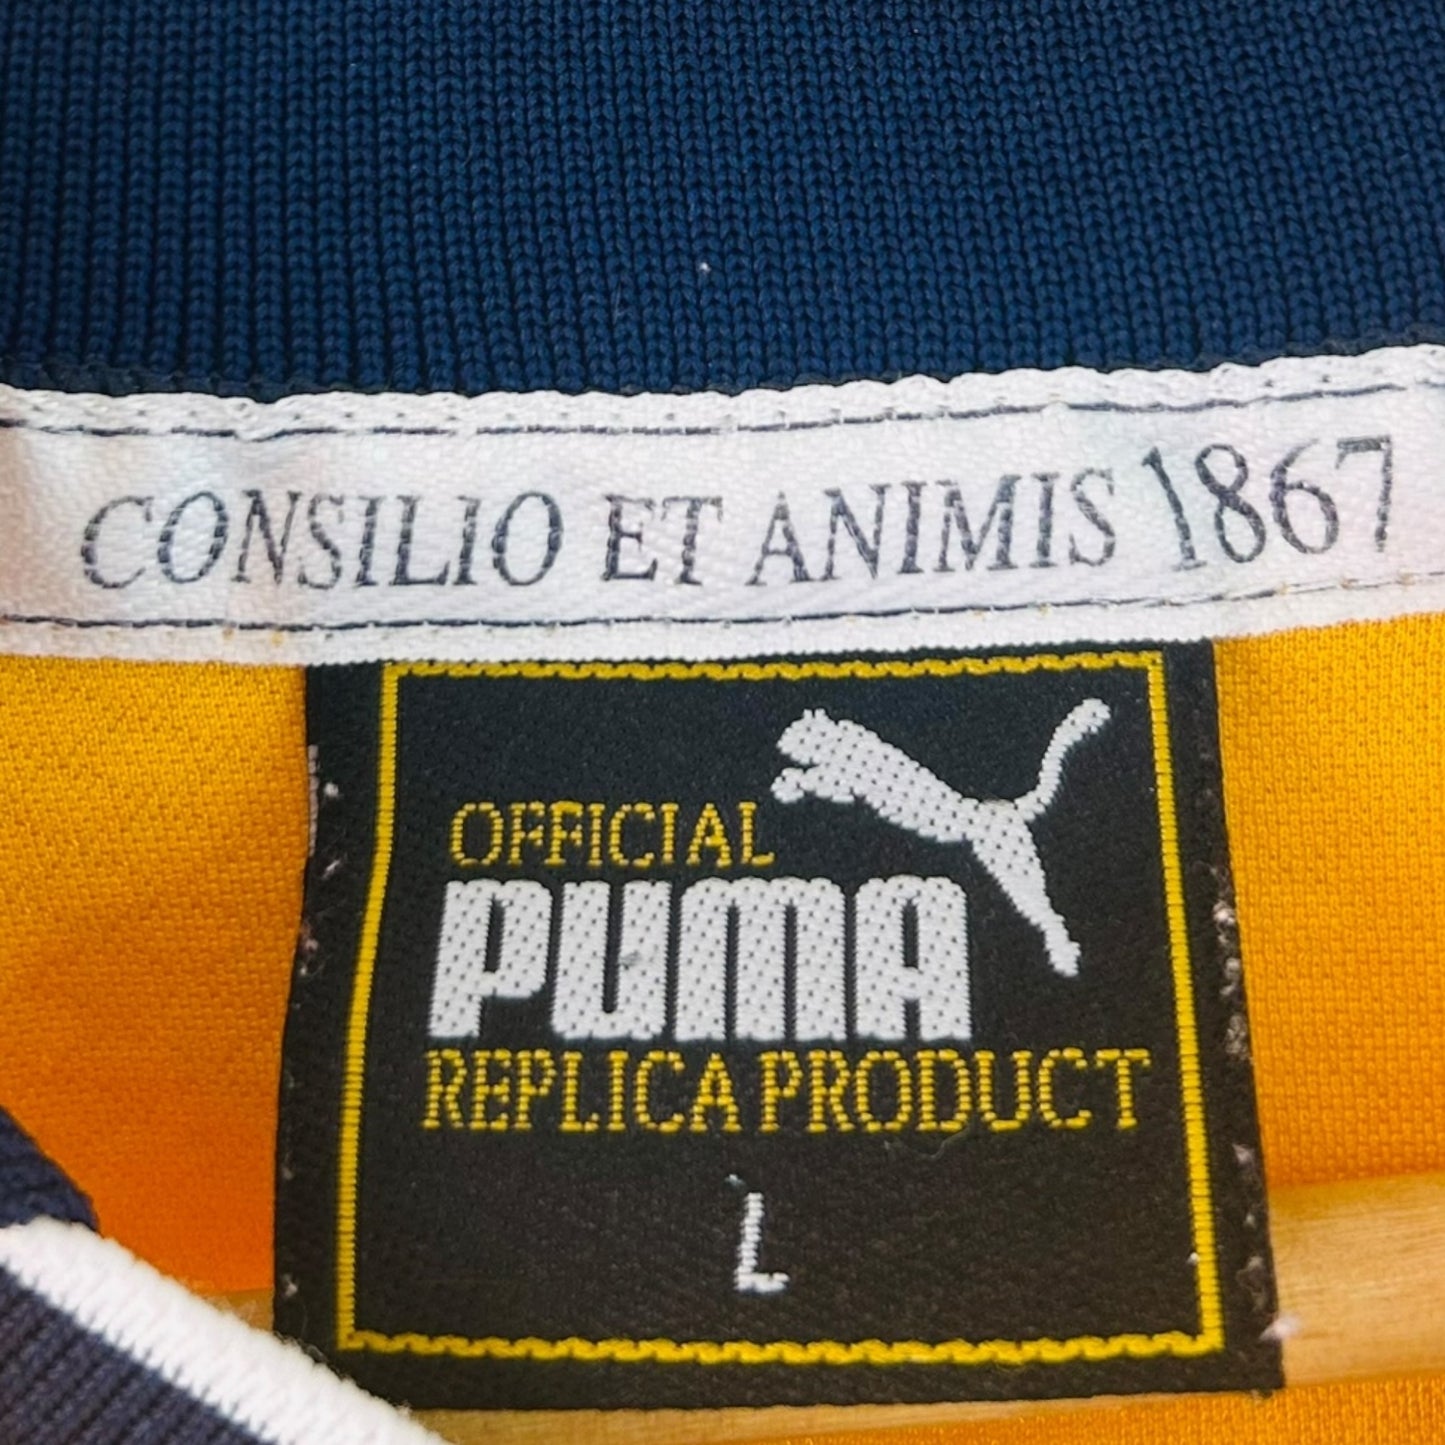 CONSILIO ET ANIMIS 1867
OFFICIAL
PUMA
REPLICA PRODUCT
L